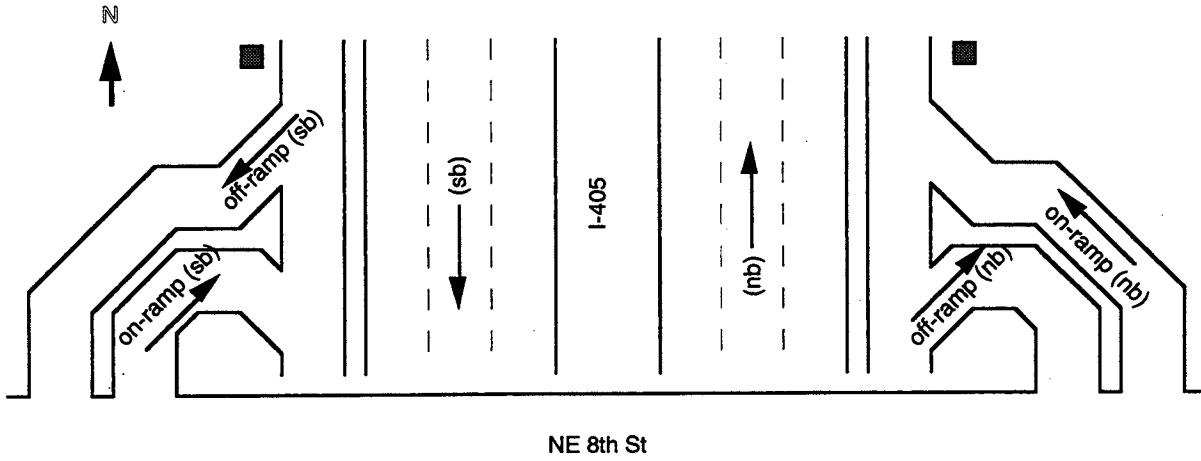 N
off-ramp (sb)
on-ramp (sb)
(sb)
I-405
(nb)
on-ramp (nb)
off-ramp (nb)
NE 8th St